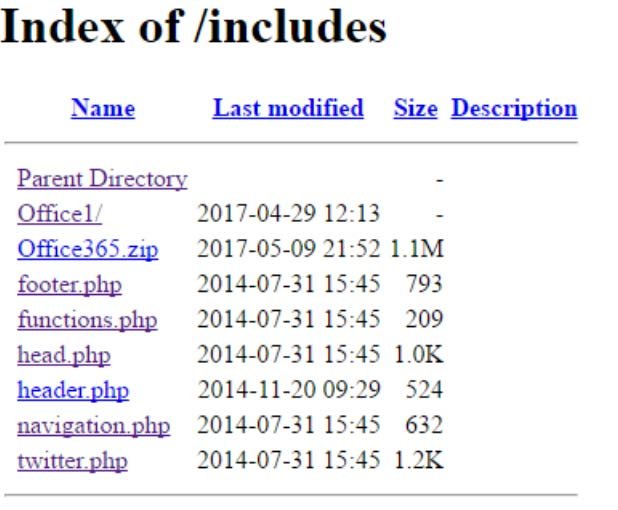 Index of /includes
Name Last modified Size Description
Parent Directory -
Office1/ 2017-04-29 12:13 -
Office365.zip 2017-05-09 21:52 1.1M
footer.php 2014-07-31 15:45 793
functions.php 2014-07-31 15:45 209
head.php 2014-07-31 15:45 1.0K
header.php 2014-11-20 09:29 524
navigation.php 2014-07-31 15:45 632
twitter.php 2014-07-31 15:45 1.2K